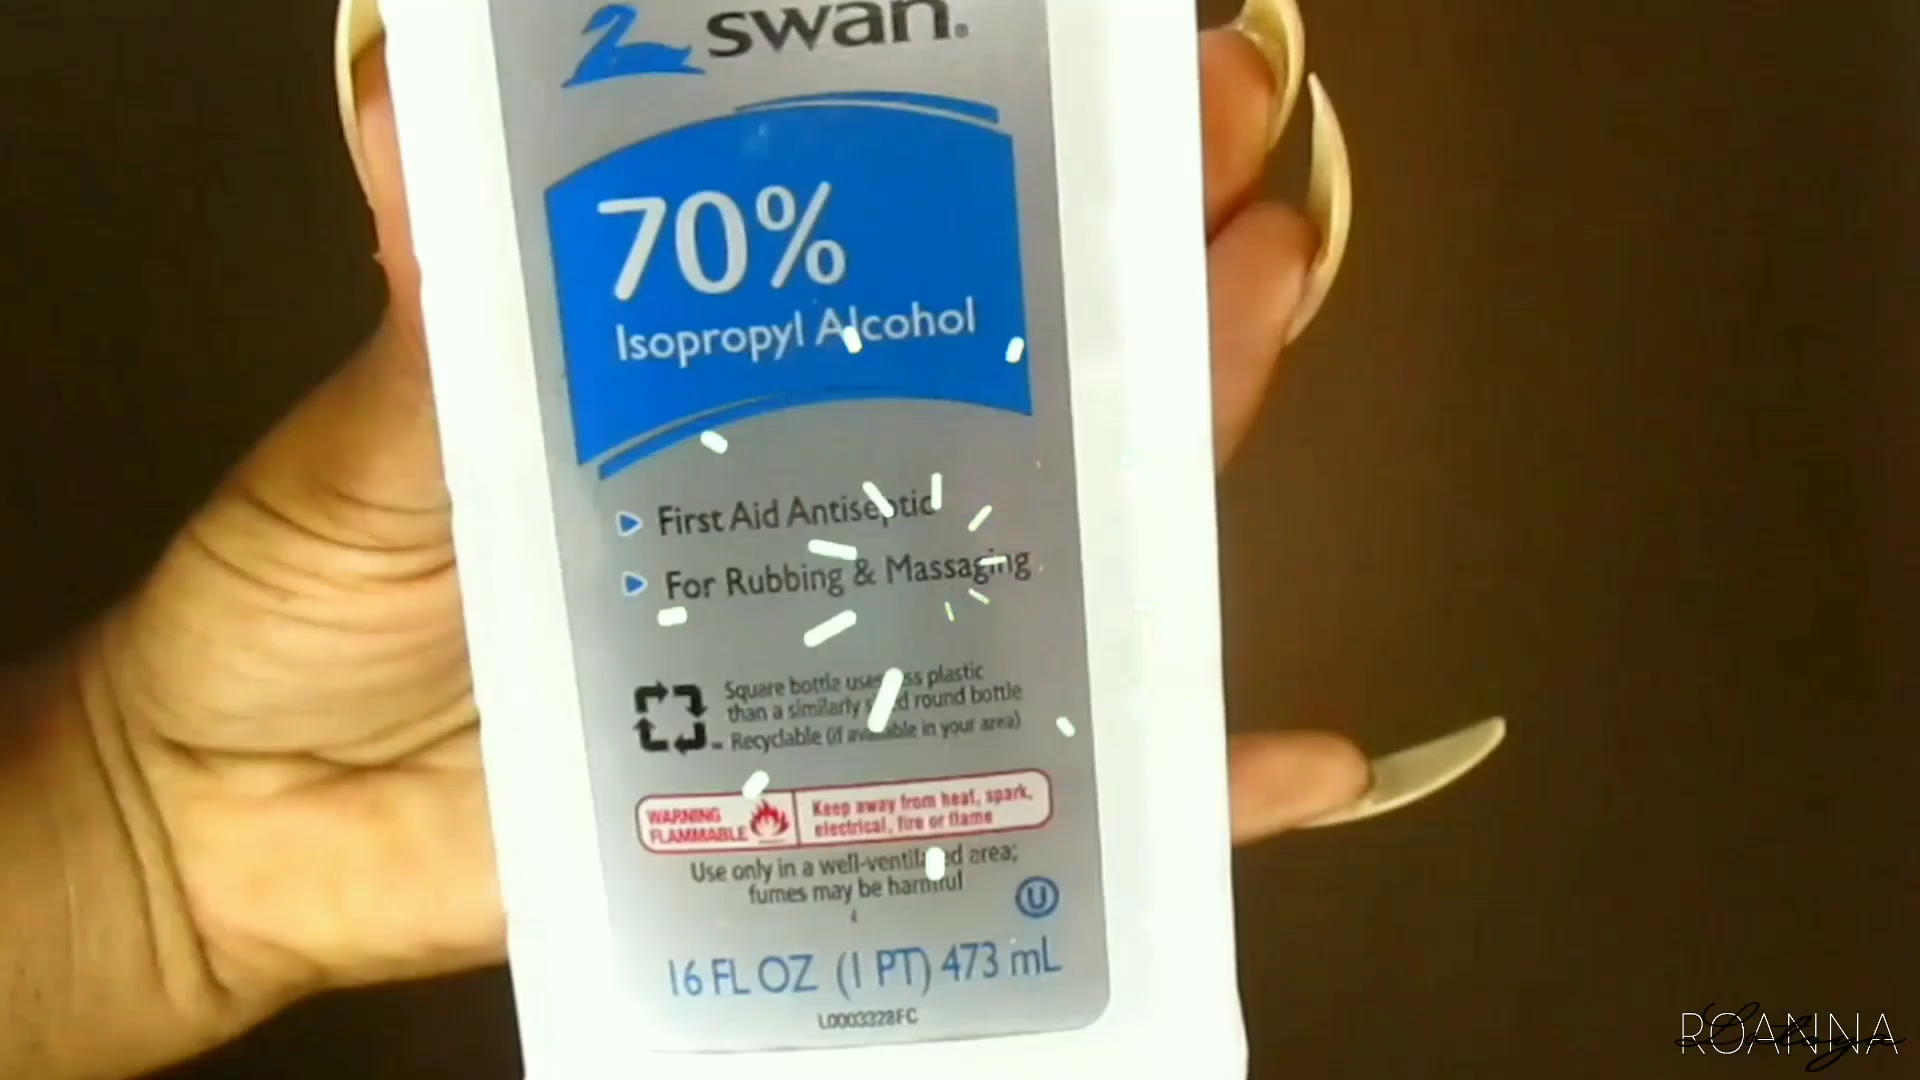 swan®
70%
Isopropyl Alcohol
First Aid Antiseptic
For Rubbing & Massaging
Square bottle uses less plastic
than a similarly sized round bottle
Recyclable (if available in your area)
WARNING
FLAMMABLE
Keep away from heat, spark,
electrical, fire or flame
Use only in a well-ventilated area;
fumes may be harmful
U
16 FL OZ (1 PT) 473 mL
L0003328FC
ROANNA